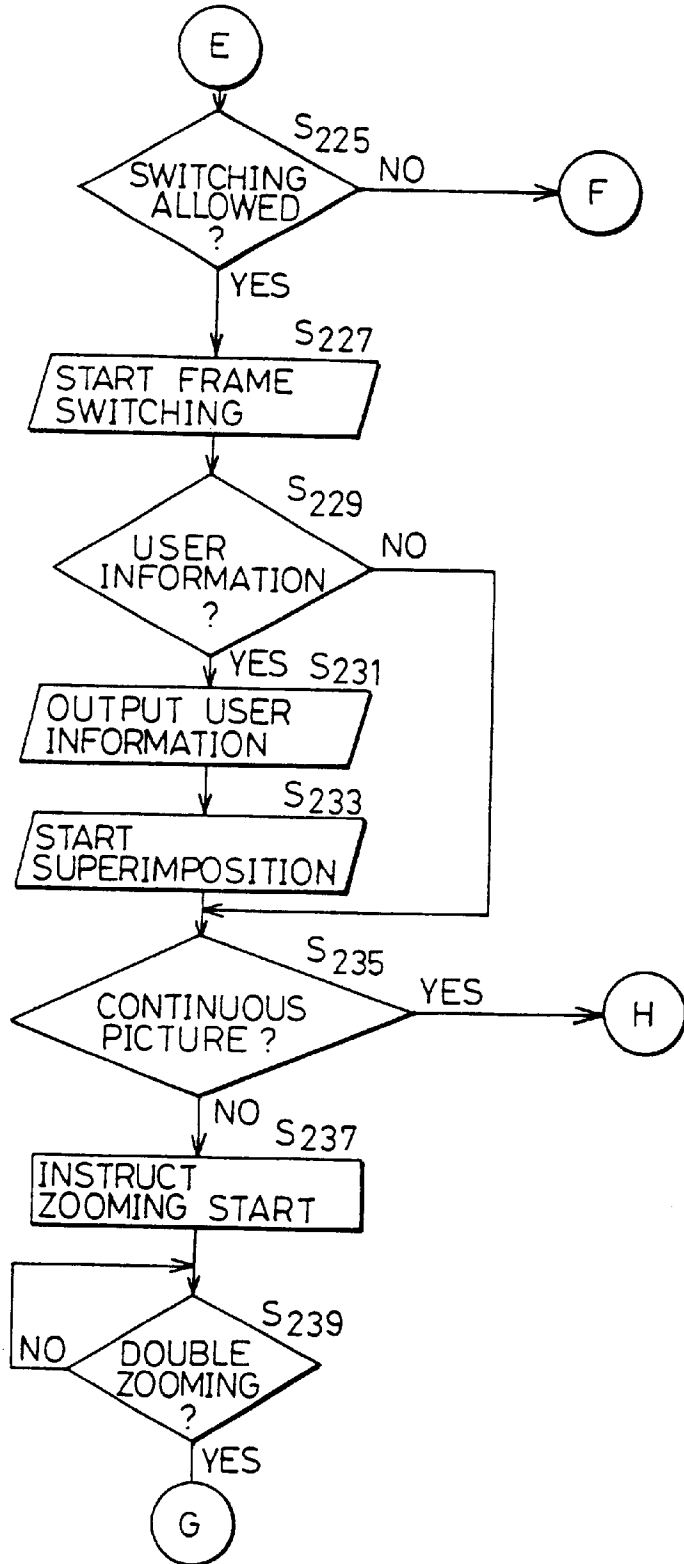 E
S225
SWITCHING
ALLOWED
?
NO
F
YES
S227
START FRAME
SWITCHING
S229
USER
INFORMATION
?
NO
YES S231
OUTPUT USER
INFORMATION
S233
START
SUPERIMPOSITION
S235
CONTINUOUS
PICTURE ?
YES
H
NO
S237
INSTRUCT
ZOOMING START
S239
NO
DOUBLE
ZOOMING
?
YES
G